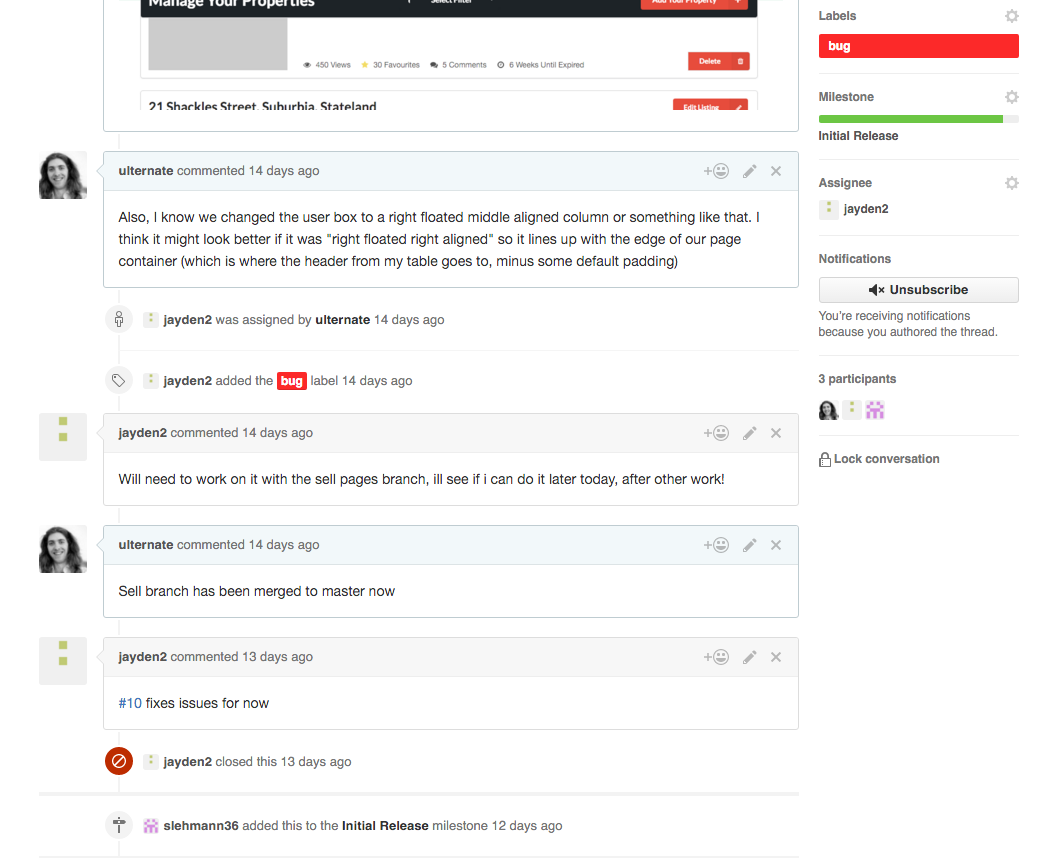 Manage Your Properties
Select Filter
Add Your Property +
450 Views 30 Favourites 5 Comments 6 Weeks Until Expired
Delete
21 Shackles Street, Suburbia, Stateland
Edit Listing
ulternate commented 14 days ago
Also, I know we changed the user box to a right floated middle aligned column or something like that. I
think it might look better if it was "right floated right aligned" so it lines up with the edge of our page
container (which is where the header from my table goes to, minus some default padding)
jayden2 was assigned by ulternate 14 days ago
jayden2 added the bug label 14 days ago
jayden2 commented 14 days ago
Will need to work on it with the sell pages branch, ill see if i can do it later today, after other work!
ulternate commented 14 days ago
Sell branch has been merged to master now
jayden2 commented 13 days ago
#10 fixes issues for now
jayden2 closed this 13 days ago
slehmann36 added this to the Initial Release milestone 12 days ago
Labels
bug
Milestone
Initial Release
Assignee
jayden2
Notifications
Unsubscribe
You're receiving notifications
because you authored the thread.
3 participants
Lock conversation